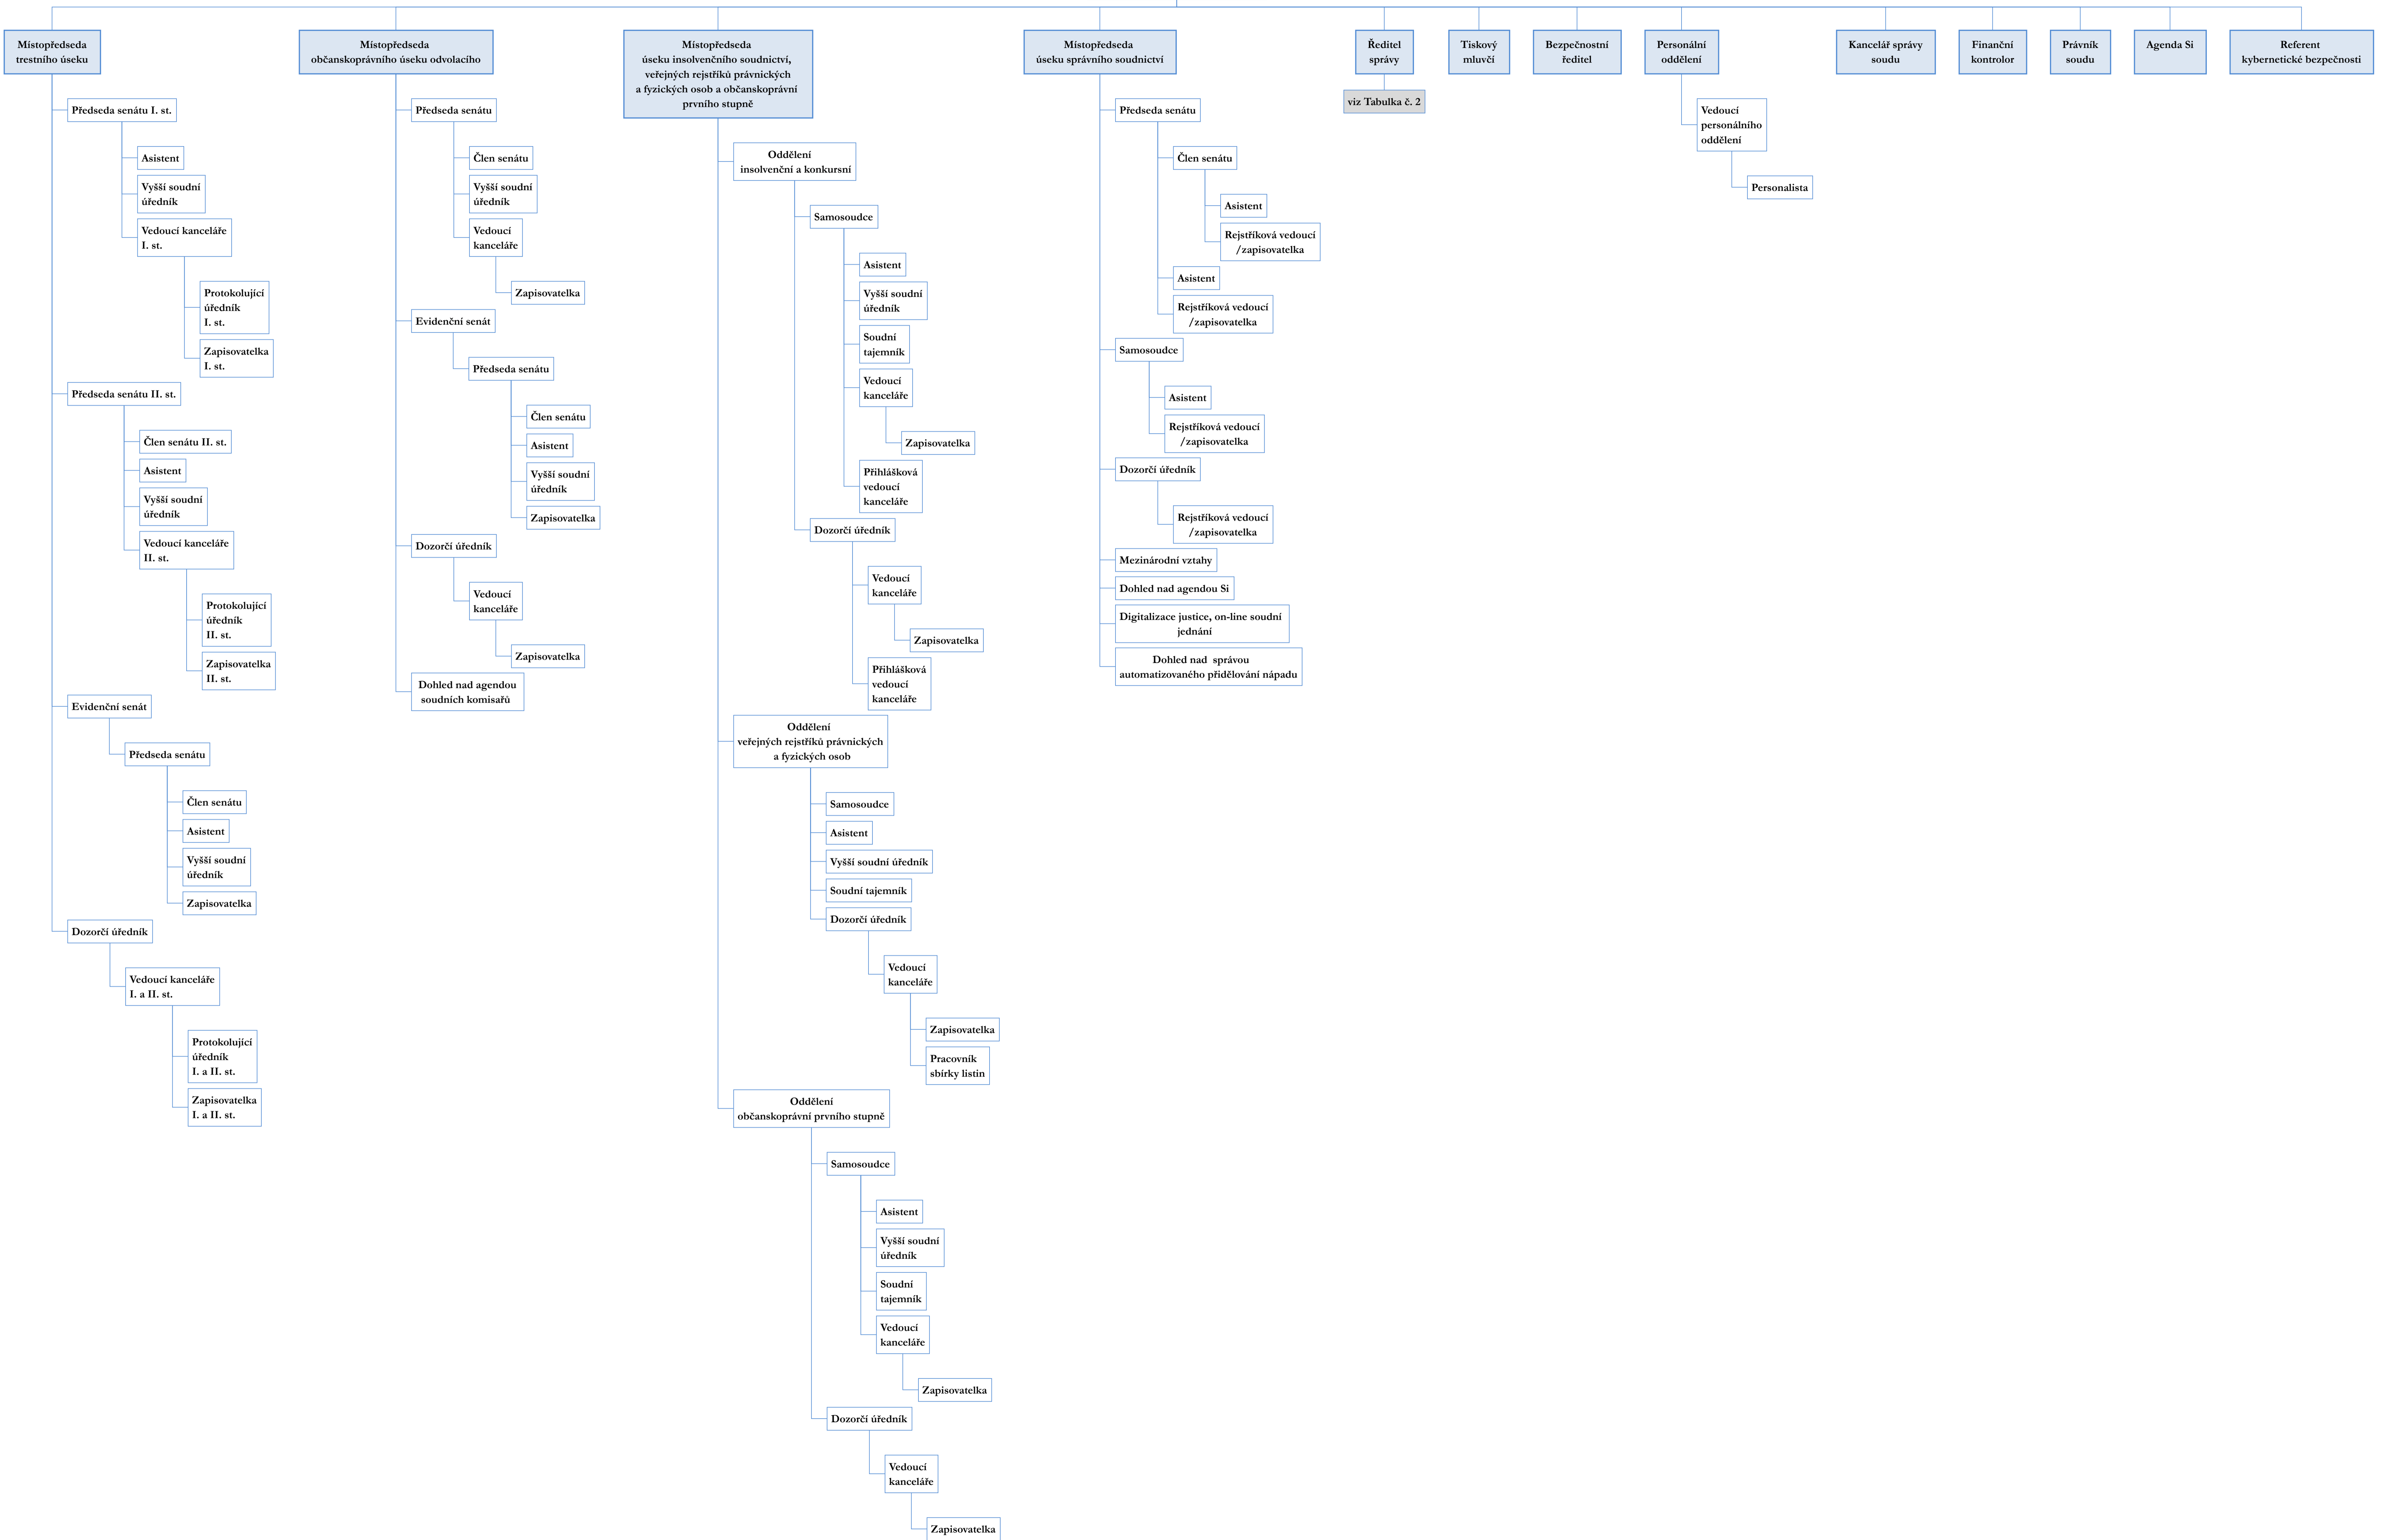 Místopředseda
trestního úseku
Předseda senátu I. st.
Asistent
Vyšší soudní
úředník
Vedoucí kanceláře
I. st.
Protokolující
úředník
I. st.
Zapisovatelka
I. st.
Předseda senátu II. st.
Člen senátu II. st.
Asistent
Vyšší soudní
úředník
Vedoucí kanceláře
II. st.
Protokolující
úředník
II. st.
Zapisovatelka
II. st.
Evidenční senát
Předseda senátu
Člen senátu
Asistent
Vyšší soudní
úředník
Zapisovatelka
Dozorčí úředník
Vedoucí kanceláře
I. a II. st.
Protokolující
úředník
I. a II. st.
Zapisovatelka
I. a II. st.
Místopředseda
občanskoprávního úseku odvolacího
Předseda senátu
Člen senátu
Vyšší soudní
úředník
Vedoucí
kanceláře
Zapisovatelka
Evidenční senát
Předseda senátu
Člen senátu
Asistent
Vyšší soudní
úředník
Zapisovatelka
Dozorčí úředník
Vedoucí
kanceláře
Zapisovatelka
Dohled nad agendou
soudních komisařů
Místopředseda
úseku insolvenčního soudnictví,
veřejných rejstříků právnických
a fyzických osob a občanskoprávní
prvního stupně
Oddělení
insolvenční a konkursní
Samosoudce
Asistent
Vyšší soudní
úředník
Soudní
tajemník
Vedoucí
kanceláře
Zapisovatelka
Přihlášková
vedoucí
kanceláře
Dozorčí úředník
Vedoucí
kanceláře
Zapisovatelka
Přihlášková
vedoucí
kanceláře
Oddělení
veřejných rejstříků právnických
a fyzických osob
Samosoudce
Asistent
Vyšší soudní úředník
Soudní tajemník
Dozorčí úředník
Vedoucí
kanceláře
Zapisovatelka
Pracovník
sbírky listin
Oddělení
občanskoprávní prvního stupně
Samosoudce
Asistent
Vyšší soudní
úředník
Soudní
tajemník
Vedoucí
kanceláře
Zapisovatelka
Dozorčí úředník
Vedoucí
kanceláře
Zapisovatelka
Místopředseda
úseku správního soudnictví
Předseda senátu
Člen senátu
Asistent
Rejstříková vedoucí
/zapisovatelka
Asistent
Rejstříková vedoucí
/zapisovatelka
Samosoudce
Asistent
Rejstříková vedoucí
/zapisovatelka
Dozorčí úředník
Rejstříková vedoucí
/zapisovatelka
Mezinárodní vztahy
Dohled nad agendou Si
Digitalizace justice, on-line soudní
jednání
Dohled nad správou
automatizovaného přidělování nápadu
Ředitel
správy
viz Tabulka č. 2
Tiskový
mluvčí
Bezpečnostní
ředitel
Personální
oddělení
Vedoucí
personálního
oddělení
Personalista
Kancelář správy
soudu
Finanční
kontrolor
Právník
soudu
Agenda Si
Referent
kybernetické bezpečnosti